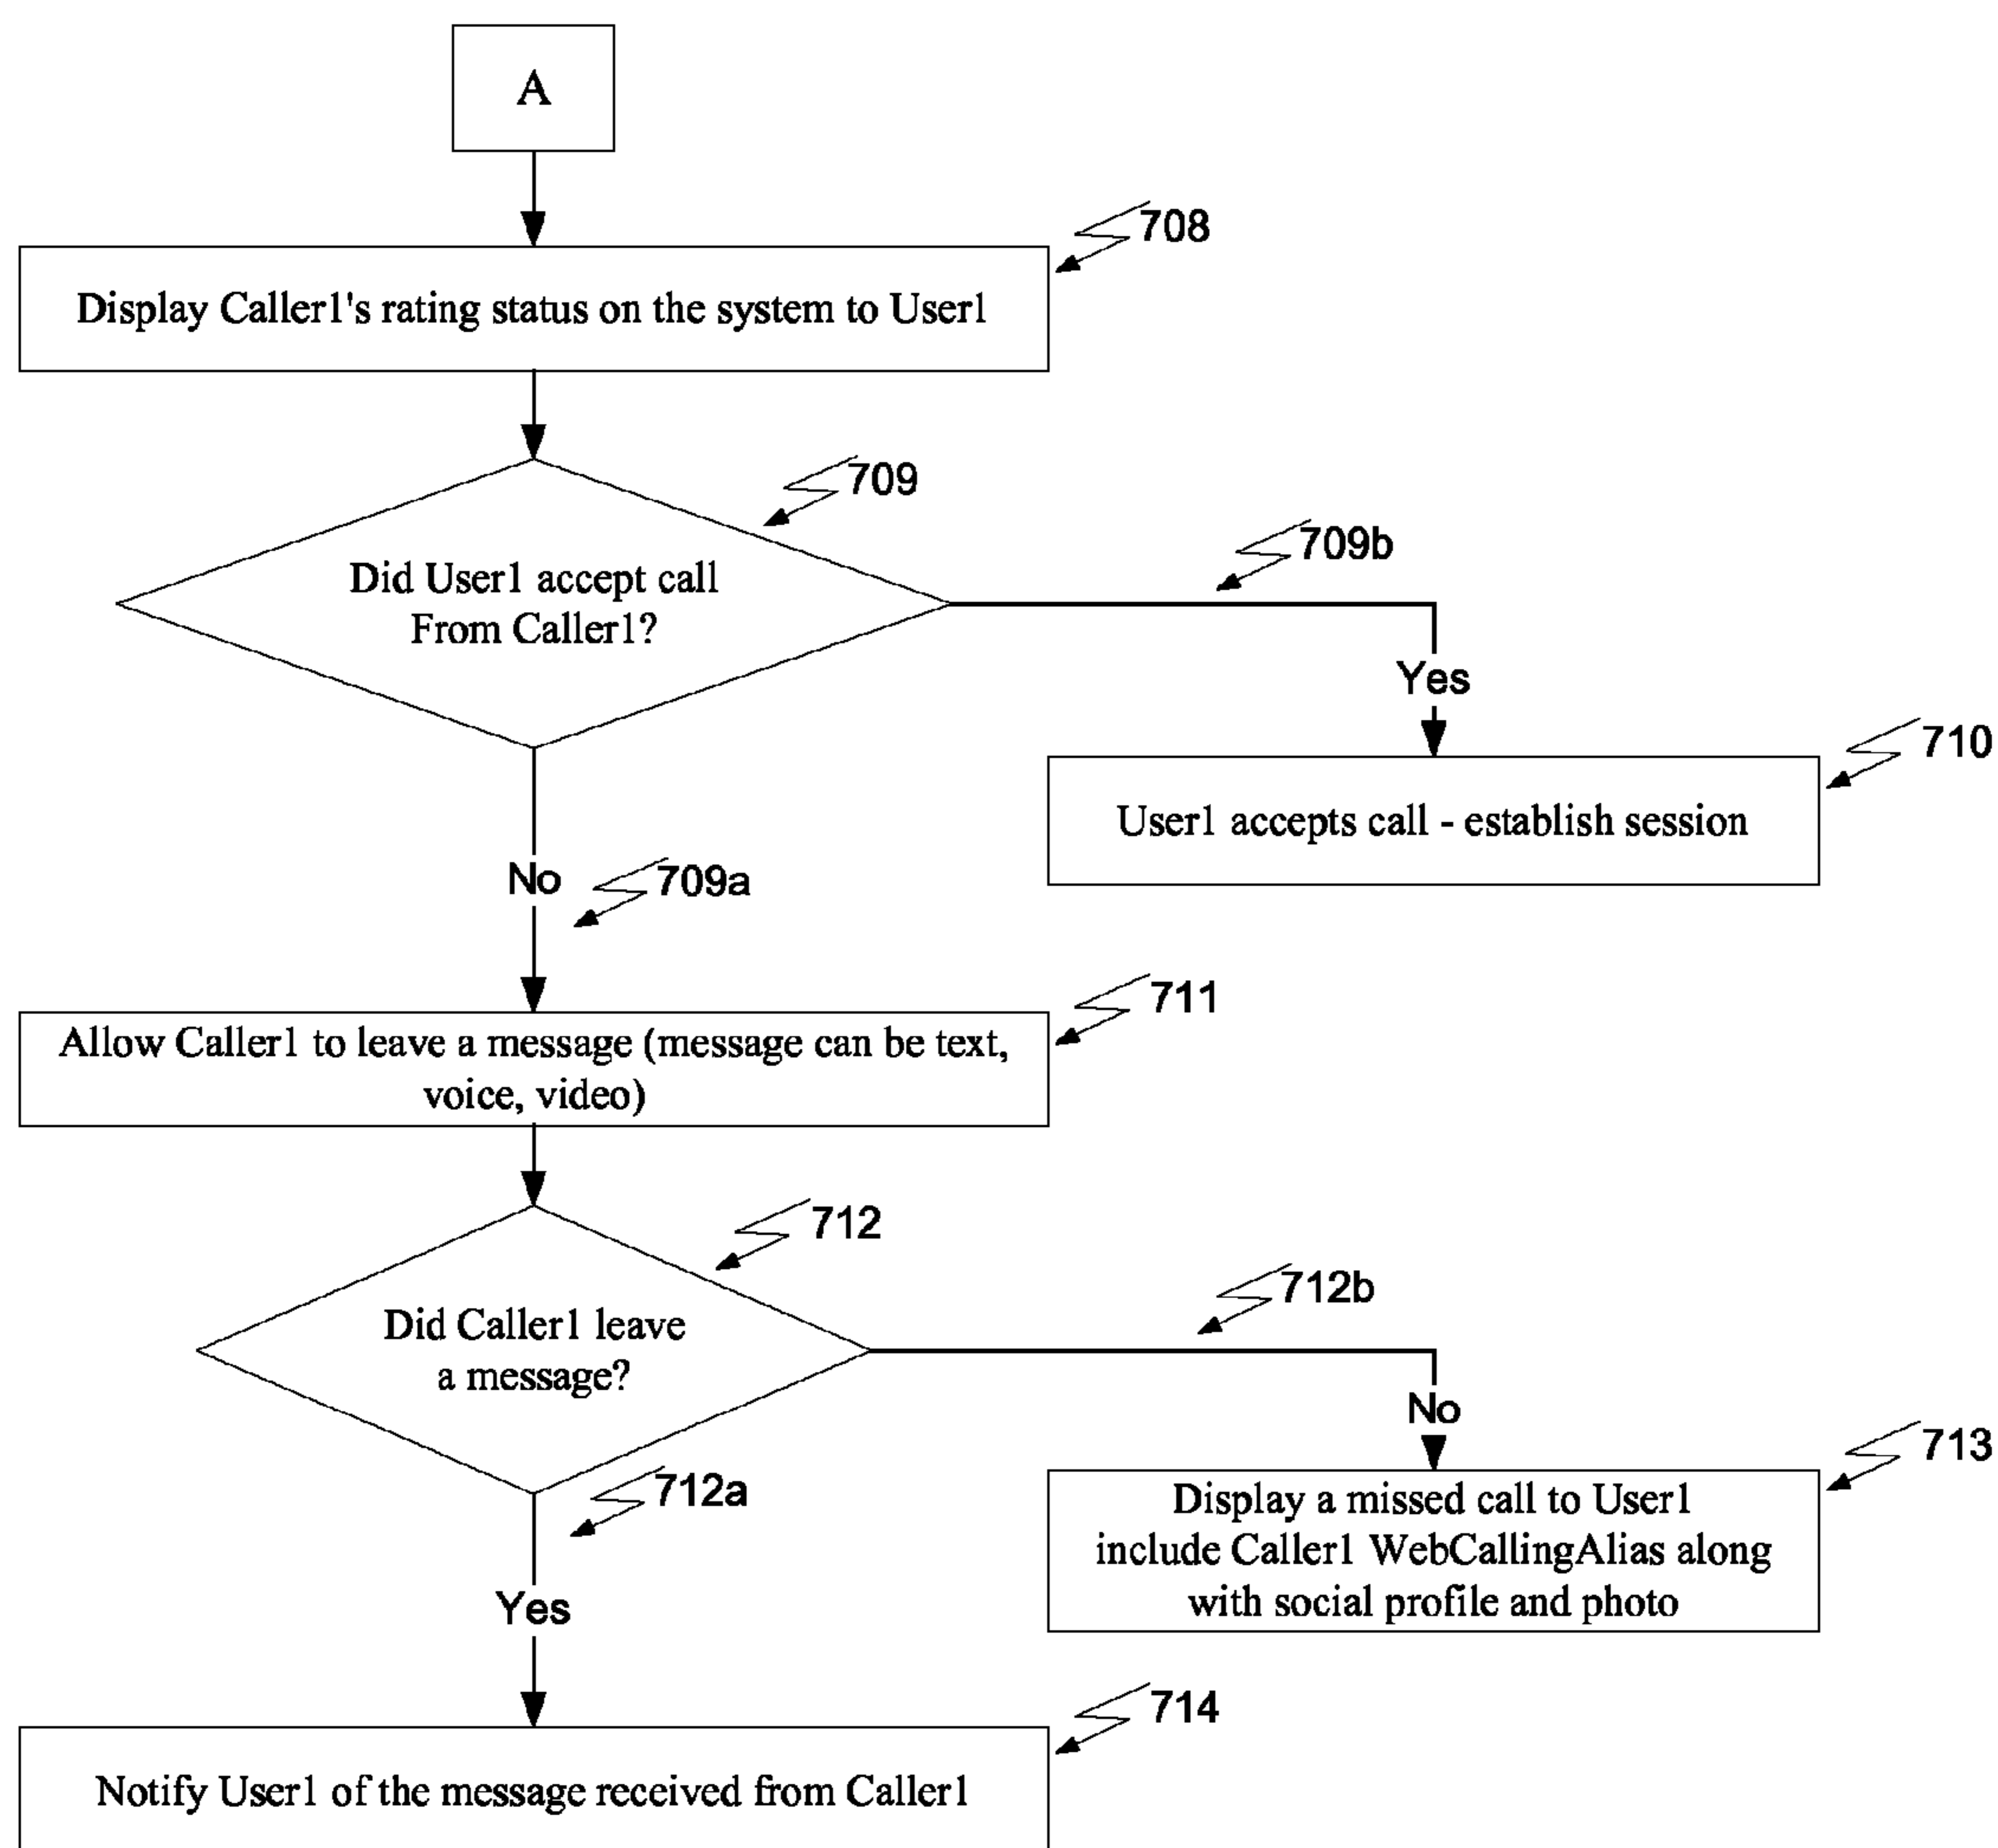 A
708
Display Caller1's rating status on the system to User1
709
Did User1 accept call
From Caller1?
709b
Yes
710
User1 accepts call - establish session
No
709a
711
Allow Caller1 to leave a message (message can be text,
voice, video)
712
Did Caller1 leave
a message?
712b
No
713
Display a missed call to User1
include Caller1 WebCallingAlias along
with social profile and photo
712a
Yes
714
Notify User1 of the message received from Caller1